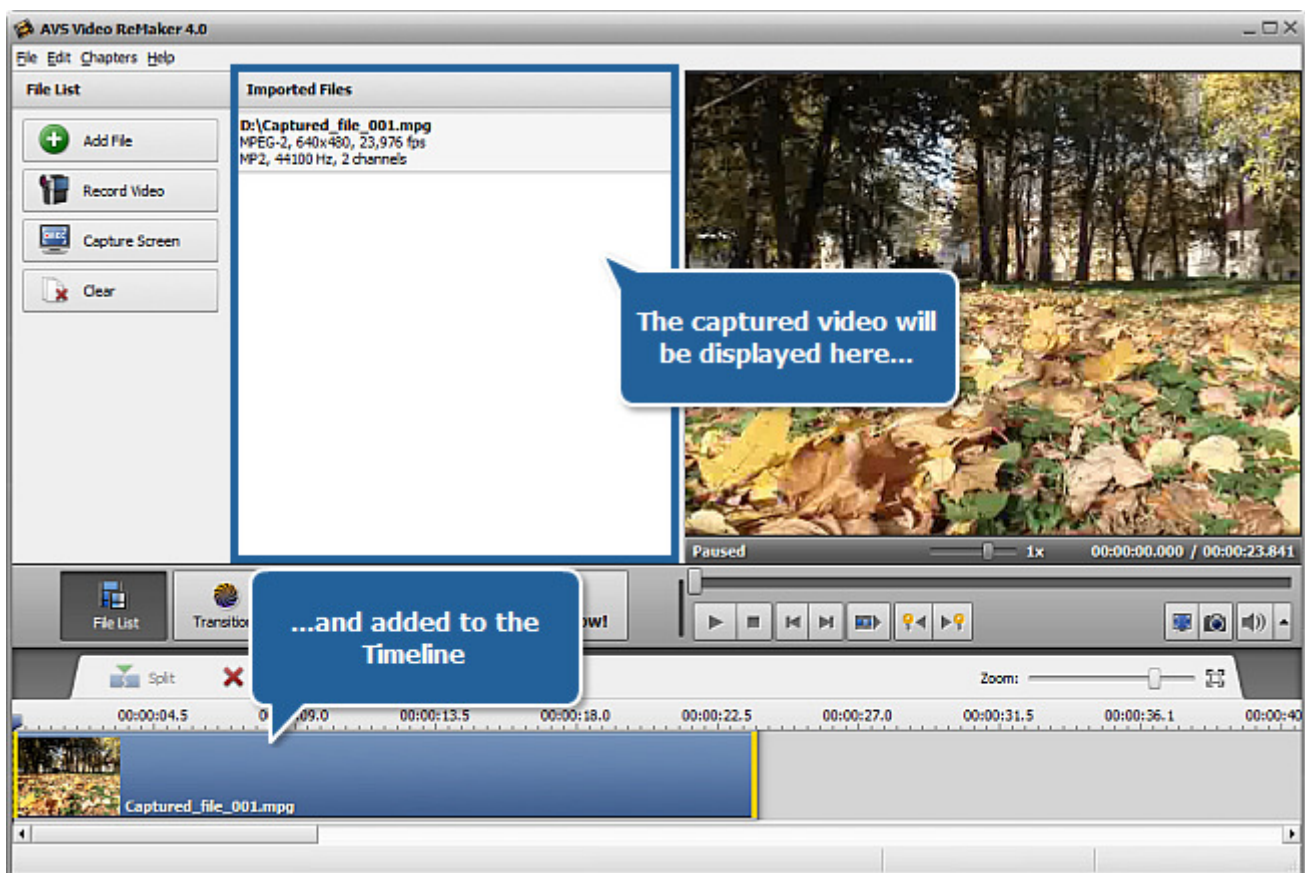 AVS Video ReMaker 4.0
File Edit Chapters Help
File List
Imported Files
Add File
Record Video
Capture Screen
Clear
D:\Captured_file_001.mpg
MPEG-2, 640x480, 23,976 fps
MP2, 44100 Hz, 2 channels
The captured video will
be displayed here...
Paused
1x
00:00:00.000 / 00:00:23.841
File List
...and added to the
Timeline
Split
Zoom:
00:00:04.5
00:00:13.5
00:00:18.0
00:00:22.5
00:00:27.0
00:00:31.5
00:00:36.1
Captured_file_001.mpg